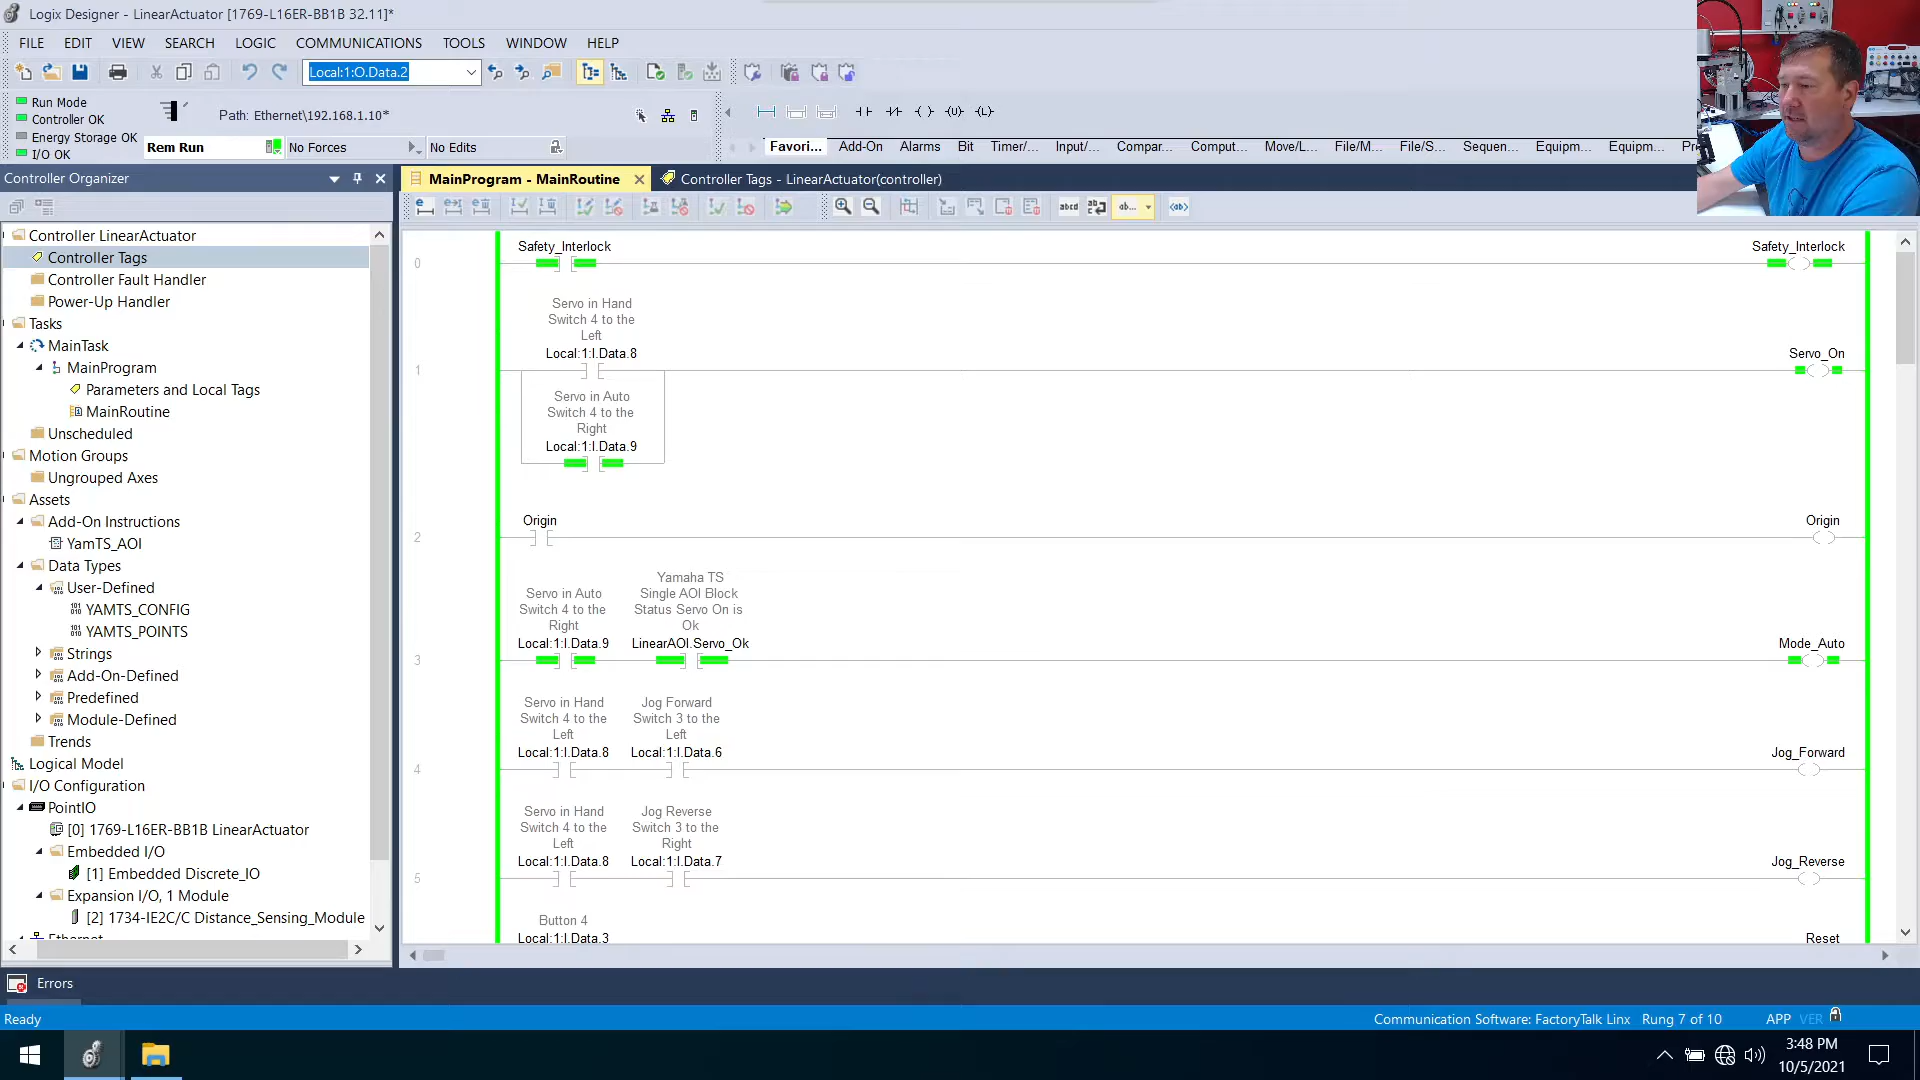 Logix Designer - LinearActuator [1769-L16ER-BB1B 32.11]*
FILE EDIT VIEW SEARCH LOGIC COMMUNICATIONS TOOLS WINDOW HELP
Local:1:O.Data.2
Run Mode
Controller OK
Energy Storage OK
I/O OK
Path: Ethernet\192.168.1.10*
Rem Run No Forces No Edits
Favori... Add-On Alarms Bit Timer/... Input/... Compar... Comput... Move/L... File/M... File/S... Sequen... Equipm... Equipm...
Controller Organizer
MainProgram - MainRoutine
Controller Tags - LinearActuator(controller)
abcd
ab...
Controller LinearActuator
Controller Tags
Controller Fault Handler
Power-Up Handler
Tasks
MainTask
MainProgram
Parameters and Local Tags
MainRoutine
Unscheduled
Motion Groups
Ungrouped Axes
Assets
Add-On Instructions
YamTS_AOI
Data Types
User-Defined
YAMTS_CONFIG
YAMTS_POINTS
Strings
Add-On-Defined
Predefined
Module-Defined
Trends
Logical Model
I/O Configuration
PointIO
[0] 1769-L16ER-BB1B LinearActuator
Embedded I/O
[1] Embedded Discrete_IO
Expansion I/O, 1 Module
[2] 1734-IE2C/C Distance_Sensing_Module
Ethernet
Safety_Interlock Safety_Interlock
0
Servo in Hand
Switch 4 to the
Left
Local:1:I.Data.8 Servo_On
1
Servo in Auto
Switch 4 to the
Right
Local:1:I.Data.9
Origin Origin
2
Servo in Auto
Switch 4 to the
Right
Local:1:I.Data.9
Yamaha TS
Single AOI Block
Status Servo On is
Ok
LinearAOI.Servo_Ok
Mode_Auto
3
Servo in Hand
Switch 4 to the
Left
Local:1:I.Data.8
Jog Forward
Switch 3 to the
Left
Local:1:I.Data.6
Jog_Forward
4
Servo in Hand
Switch 4 to the
Left
Local:1:I.Data.8
Jog Reverse
Switch 3 to the
Right
Local:1:I.Data.7
Jog_Reverse
5
Button 4
Local:1:I.Data.3 Reset
Errors
Ready
Communication Software: FactoryTalk Linx Rung 7 of 10 APP VER
3:48 PM
10/5/2021